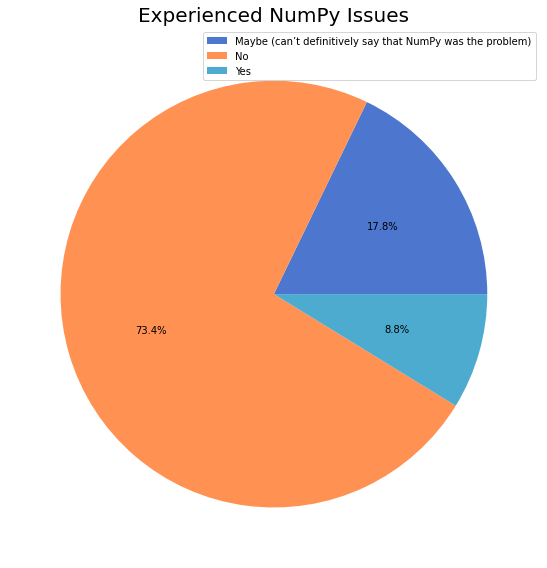 Experienced NumPy Issues
Maybe (can’t definitively say that NumPy was the problem)
No
Yes
17.8%
73.4%
8.8%